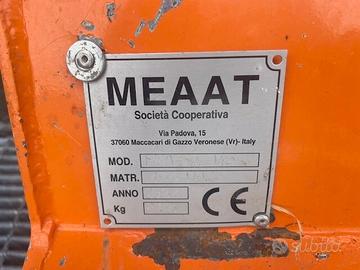 MEAAT
Società Cooperativa
Via Padova, 15
37060 Maccacari di Gazzo Veronese (Vr)- Italy
MOD.
MATR.
ANNO
Kg
CE
subito